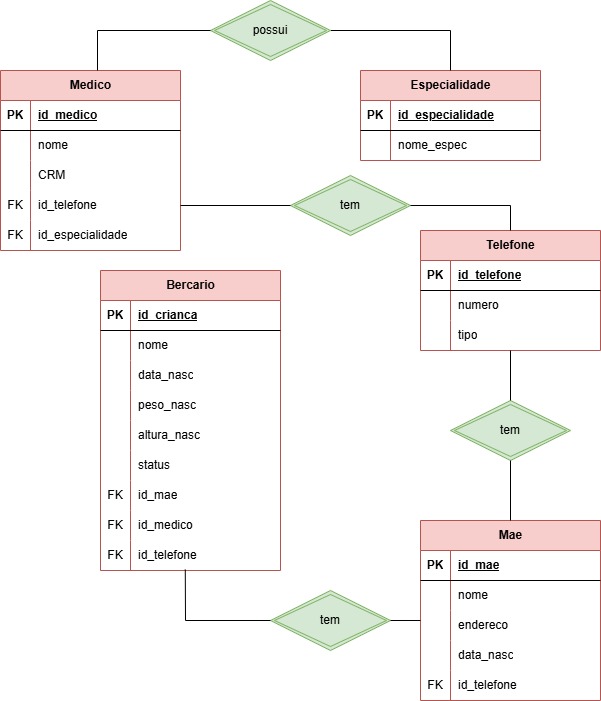 possui
Medico
PK id_medico
nome
CRM
FK id_telefone
FK id_especialidade
Especialidade
PK id_especialidade
nome_espec
tem
Telefone
PK id_telefone
numero
tipo
Bercario
PK id_crianca
nome
data_nasc
peso_nasc
altura_nasc
status
FK id_mae
FK id_medico
FK id_telefone
tem
Mae
PK id_mae
nome
endereco
data_nasc
FK id_telefone
tem